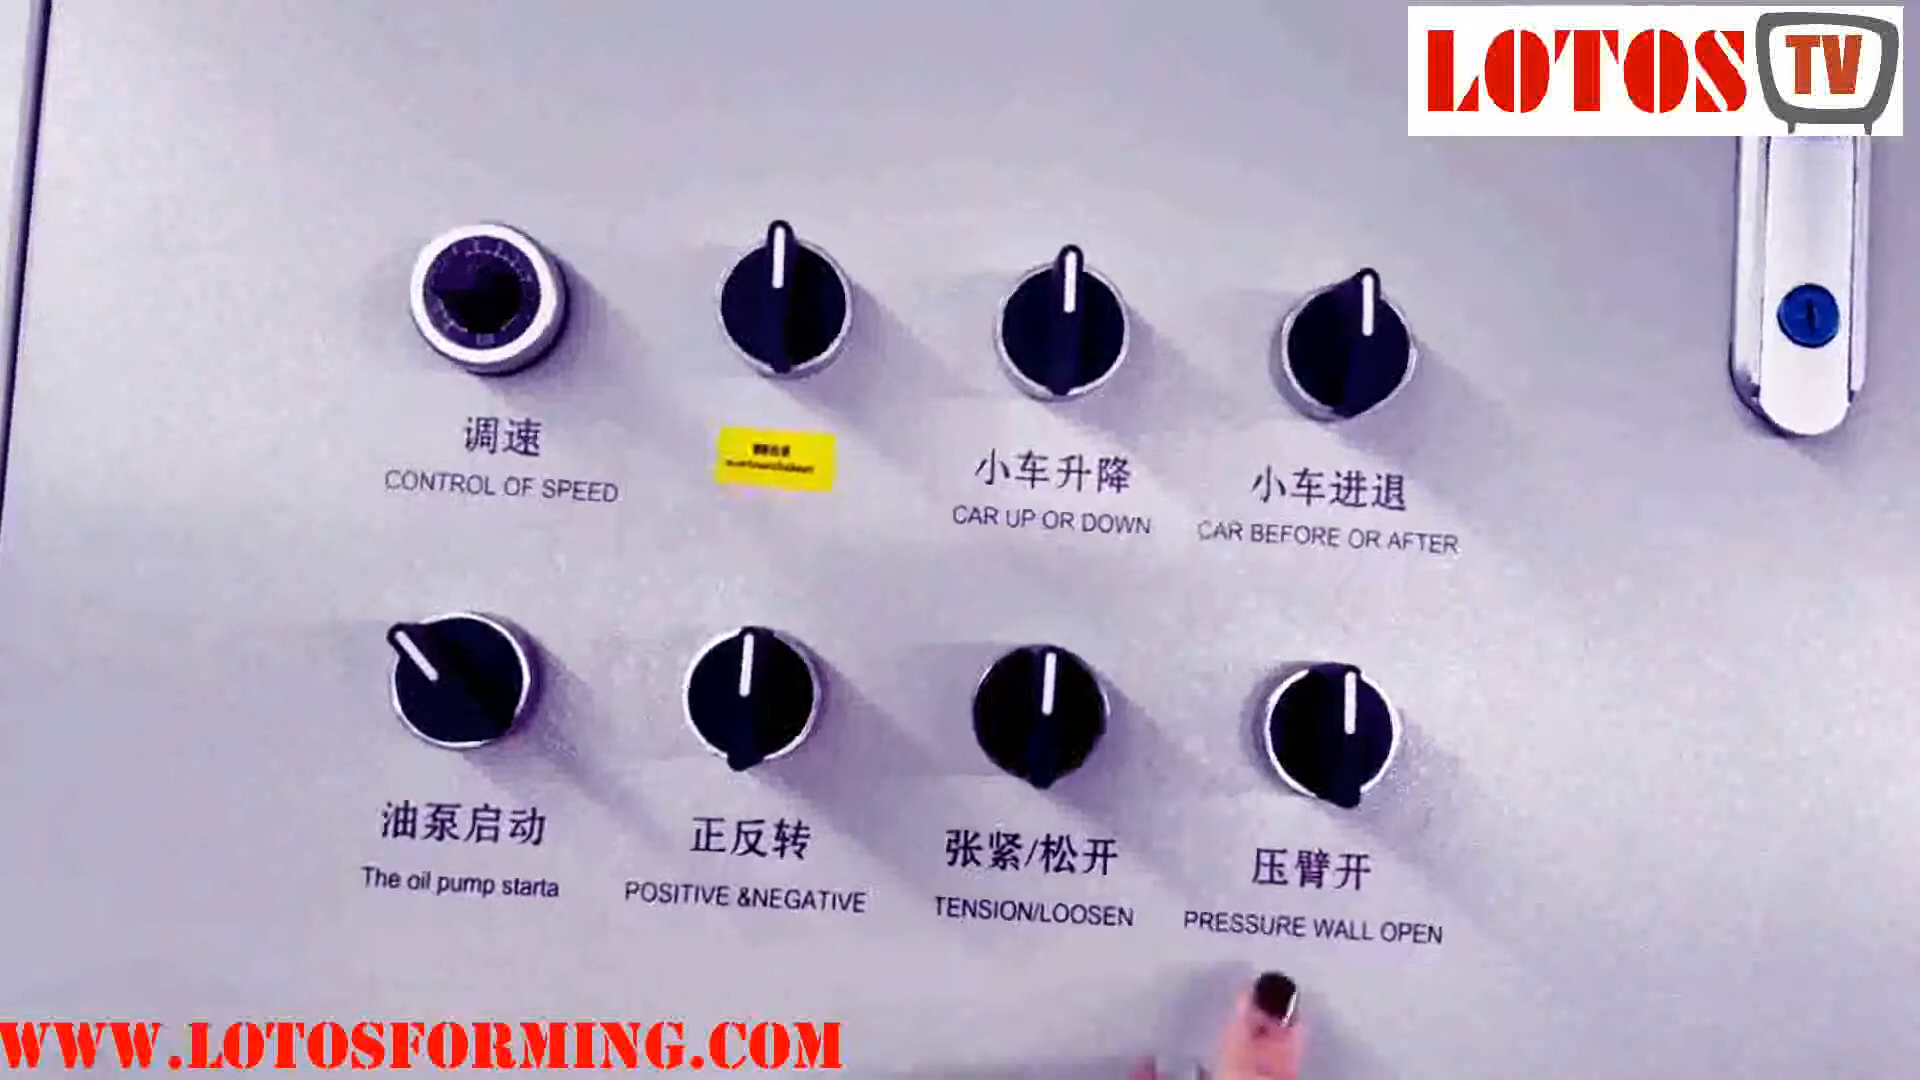 LOTOS TV
调速
CONTROL OF SPEED
小车升降
CAR UP OR DOWN
小车进退
CAR BEFORE OR AFTER
油泵启动
The oil pump starta
正反转
POSITIVE &NEGATIVE
张紧/松开
TENSION/LOOSEN
压臂开
PRESSURE WALL OPEN
WWW.LOTOSFORMING.COM